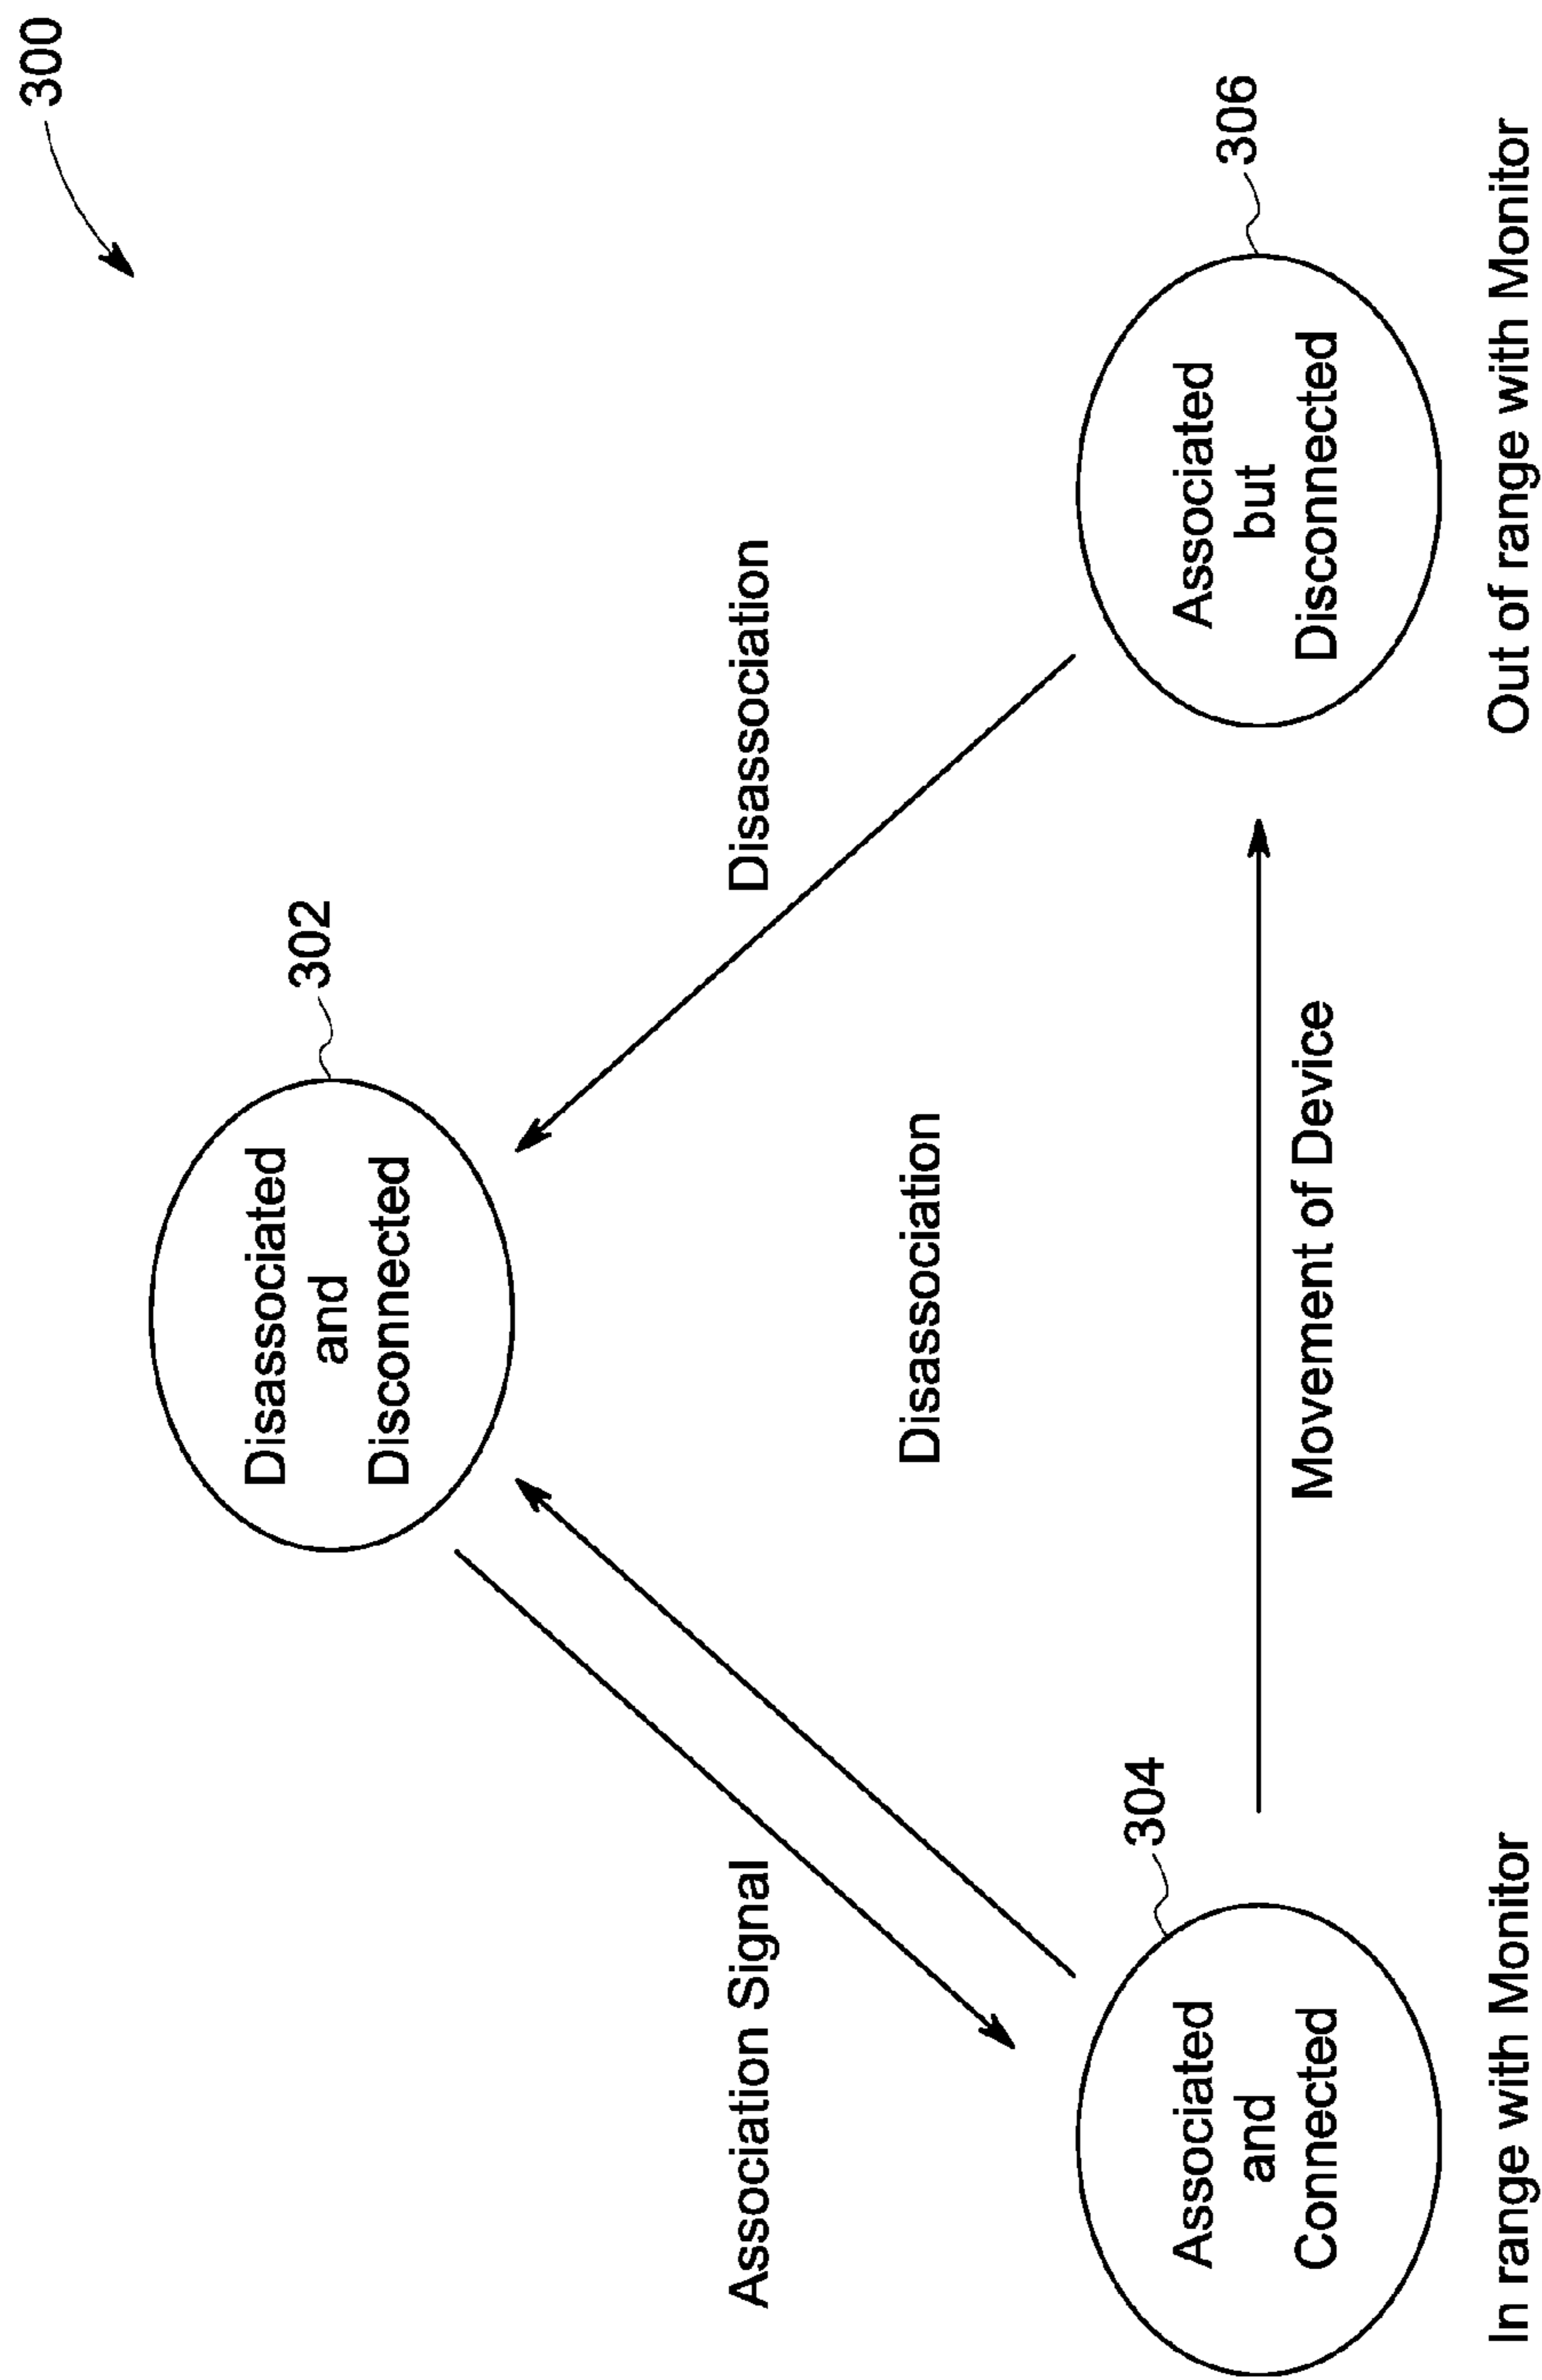 300
302
Disassociated
and
Disconnected
Association Signal
Disassociation
Disassociation
304
Associated
and
Connected
In range with Monitor
Movement of Device
306
Associated
but
Disconnected
Out of range with Monitor